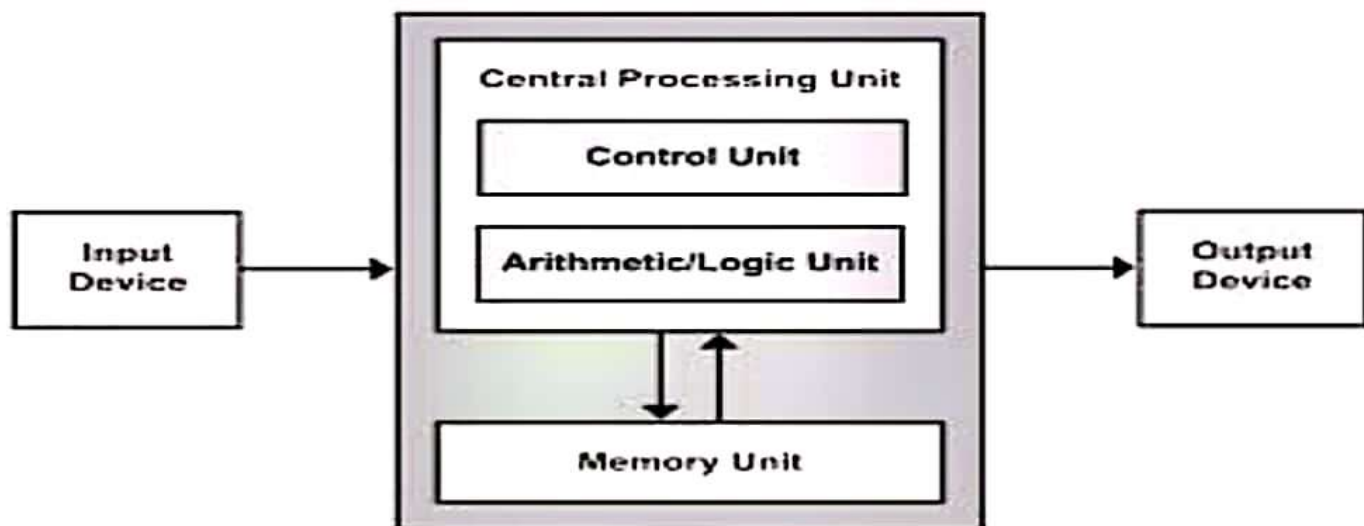 Central Processing Unit
Control Unit
Arithmetic/Logic Unit
Input
Device
Output
Device
Memory Unit